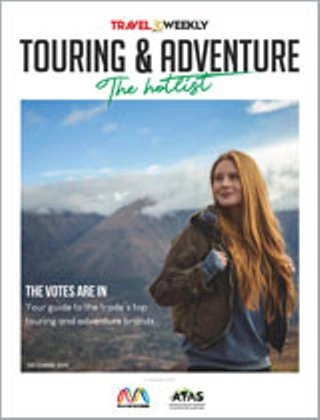 TRAVEL WEEKLY
TOURING & ADVENTURE
The hotlist
THE VOTES ARE IN
Your guide to the trade's top
touring and adventure brands
ATAS